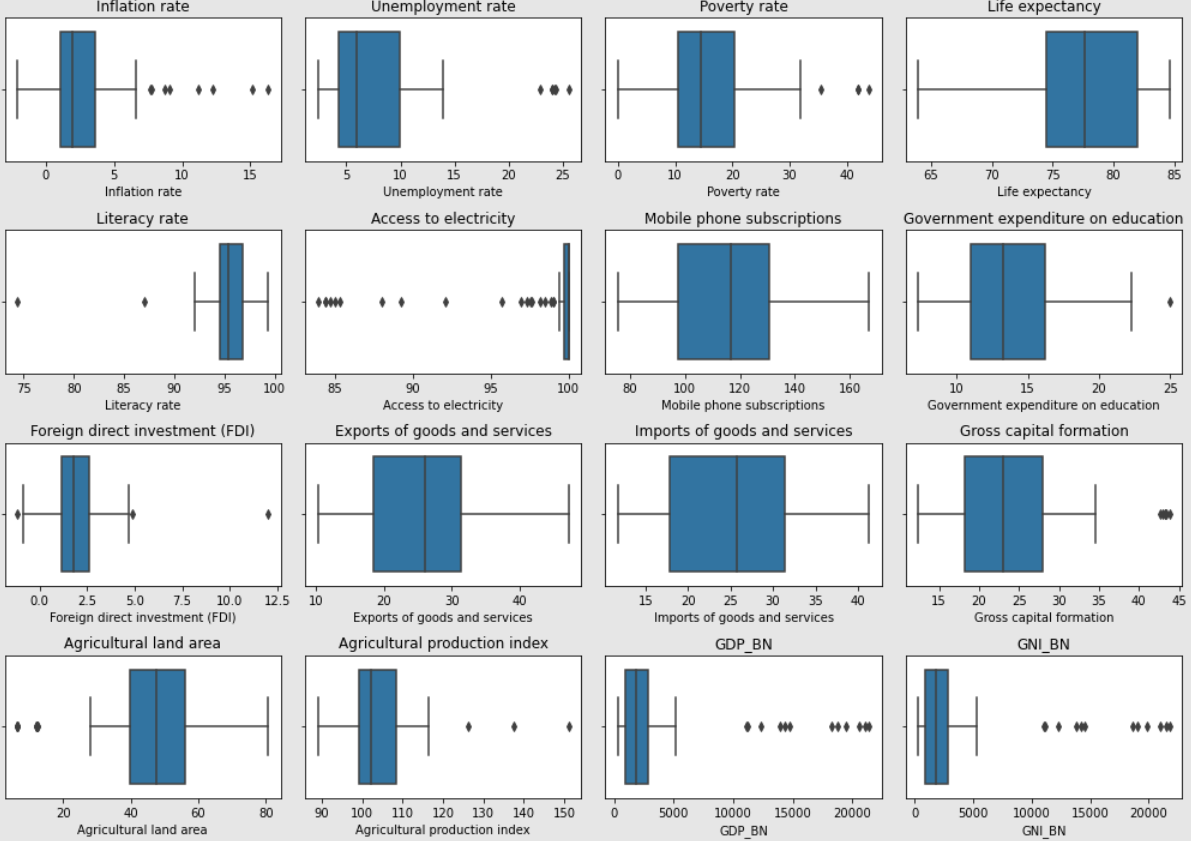 Inflation rate
Unemployment rate
Poverty rate
Life expectancy
0 5 10 15
5 10 15 20 25
0 10 20 30 40
65 70 75 80 85
Inflation rate
Unemployment rate
Poverty rate
Life expectancy
Literacy rate
Access to electricity
Mobile phone subscriptions
Government expenditure on education
75 80 85 90 95 100
85 90 95 100
80 100 120 140 160
10 15 20 25
Literacy rate
Access to electricity
Mobile phone subscriptions
Government expenditure on education
Foreign direct investment (FDI)
Exports of goods and services
Imports of goods and services
Gross capital formation
0.0 2.5 5.0 7.5 10.0 12.5
10 20 30 40
15 20 25 30 35 40
15 20 25 30 35 40 45
Foreign direct investment (FDI)
Exports of goods and services
Imports of goods and services
Gross capital formation
Agricultural land area
Agricultural production index
GDP_BN
GNI_BN
20 40 60 80
90 100 110 120 130 140 150
0 5000 10000 15000 20000
0 5000 10000 15000 20000
Agricultural land area
Agricultural production index
GDP_BN
GNI_BN